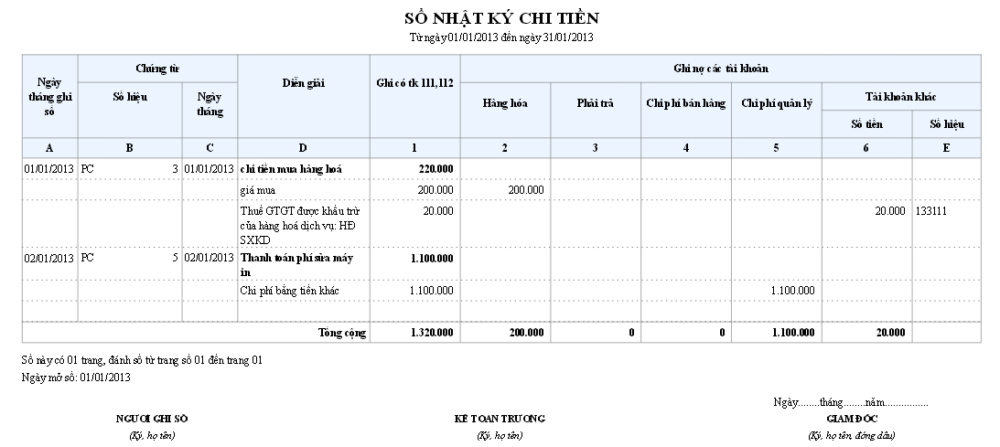 SỔ NHẬT KÝ CHI TIỀN
Từ ngày 01/01/2013 đến ngày 31/01/2013
Ngày tháng ghi sổ
Chứng từ
Số hiệu
Ngày tháng
Diễn giải
Ghi có tk 111,112
Ghi nợ các tài khoản
Hàng hóa
Phải trả
Chi phí bán hàng
Chi phí quản lý
Tài khoản khác
Số tiền
Số hiệu
A B C D 1 2 3 4 5 6 E
01/01/2013 PC 3 01/01/2013 chi tiền mua hàng hoá 220.000
giá mua 200.000 200.000
Thuế GTGT được khấu trừ 20.000 20.000 133111
của hàng hoá dịch vụ: HĐ
SXKD
02/01/2013 PC 5 02/01/2013 Thanh toán phí sửa máy 1.100.000
in
Chi phí bằng tiền khác 1.100.000 1.100.000
Tổng cộng 1.320.000 200.000 0 0 1.100.000 20.000
Sổ này có 01 trang, đánh số từ trang số 01 đến trang 01
Ngày mở sổ: 01/01/2013
Ngày........tháng........năm................
NGƯỜI GHI SỔ KẾ TOÁN TRƯỞNG GIÁM ĐỐC
(Ký, họ tên) (Ký, họ tên) (Ký, họ tên, đóng dấu)